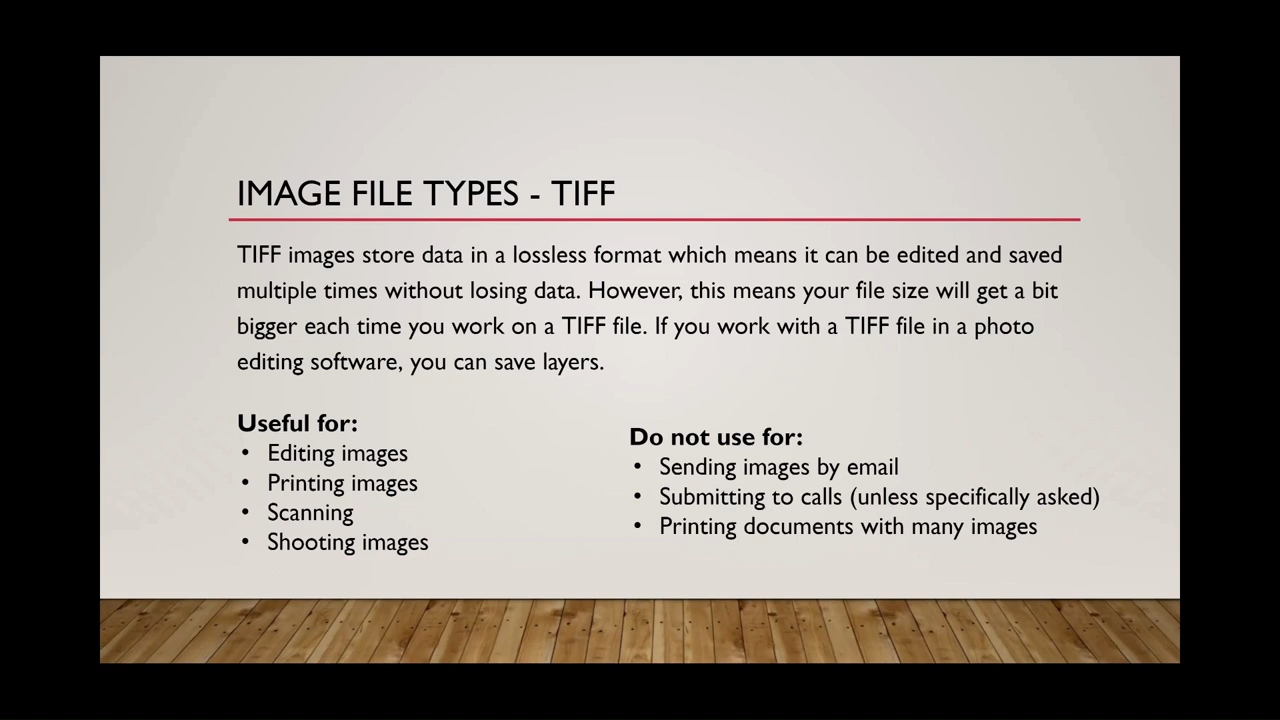 IMAGE FILE TYPES - TIFF
TIFF images store data in a lossless format which means it can be edited and saved
multiple times without losing data. However, this means your file size will get a bit
bigger each time you work on a TIFF file. If you work with a TIFF file in a photo
editing software, you can save layers.
Useful for:
• Editing images
• Printing images
• Scanning
• Shooting images
Do not use for:
• Sending images by email
• Submitting to calls (unless specifically asked)
• Printing documents with many images